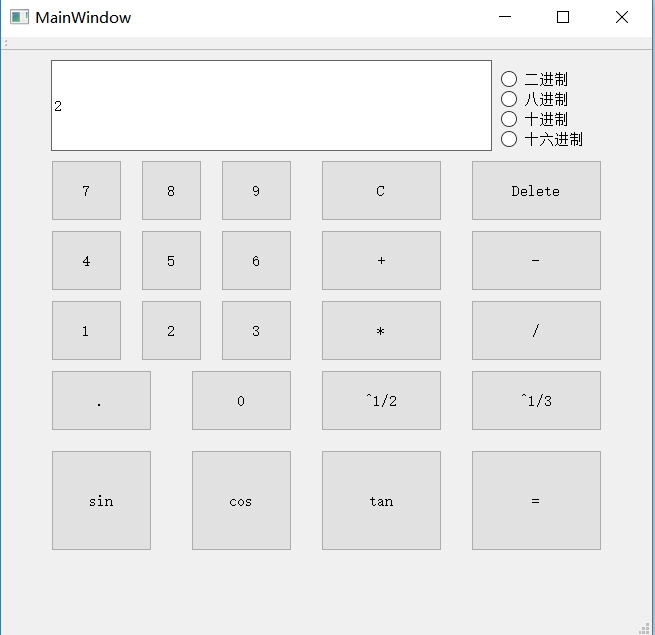 MainWindow
2
二进制
八进制
十进制
十六进制
7 8 9 C Delete
4 5 6 + -
1 2 3 * /
. 0 ^1/2 ^1/3
sin cos tan =